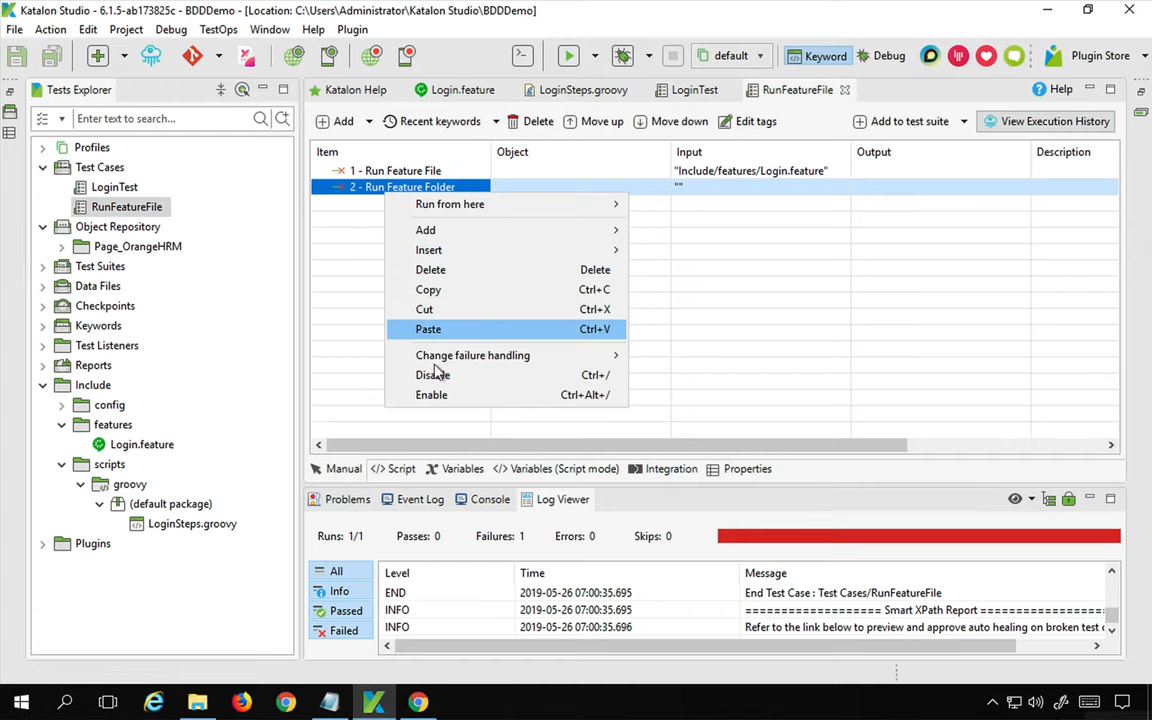 Katalon Studio - 6.1.5-ab173825c - BDDDemo - [Location: C:\Users\Administrator\Katalon Studio\BDDDemo]
File Action Edit Project Debug TestOps Window Help Plugin
default Keyword Debug Plugin Store
Tests Explorer
Katalon Help Login.feature LoginSteps.groovy LoginTest RunFeatureFile Help
Enter text to search...
Add Recent keywords Delete Move up Move down Edit tags Add to test suite View Execution History
Item Object Input Output Description
1 - Run Feature File "Include/features/Login.feature"
2 - Run Feature Folder ""
Run from here
Add
Insert
Delete Delete
Copy Ctrl+C
Cut Ctrl+X
Paste Ctrl+V
Change failure handling
Disable Ctrl+/
Enable Ctrl+Alt+/
Profiles
Test Cases
LoginTest
RunFeatureFile
Object Repository
Page_OrangeHRM
Test Suites
Data Files
Checkpoints
Keywords
Test Listeners
Reports
Include
config
features
Login.feature
scripts
groovy
(default package)
LoginSteps.groovy
Plugins
Manual Script Variables Variables (Script mode) Integration Properties
Problems Event Log Console Log Viewer
Runs: 1/1 Passes: 0 Failures: 1 Errors: 0 Skips: 0
All
Info
Passed
Failed
Level Time Message
END 2019-05-26 07:00:35.695 End Test Case : Test Cases/RunFeatureFile
INFO 2019-05-26 07:00:35.695 =================== Smart XPath Report ===================
INFO 2019-05-26 07:00:35.696 Refer to the link below to preview and approve auto healing on broken test